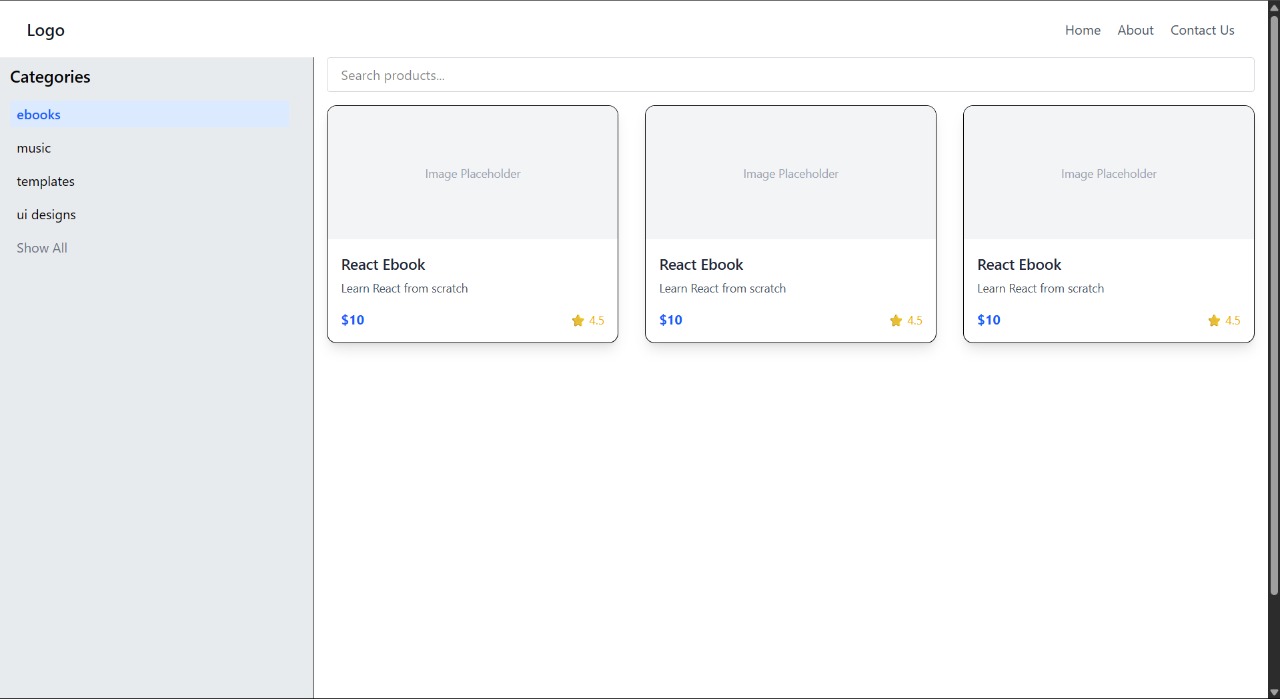 Logo
Home About Contact Us
Categories
ebooks
music
templates
ui designs
Show All
Search products...
Image Placeholder
React Ebook
Learn React from scratch
$10 4.5
Image Placeholder
React Ebook
Learn React from scratch
$10 4.5
Image Placeholder
React Ebook
Learn React from scratch
$10 4.5